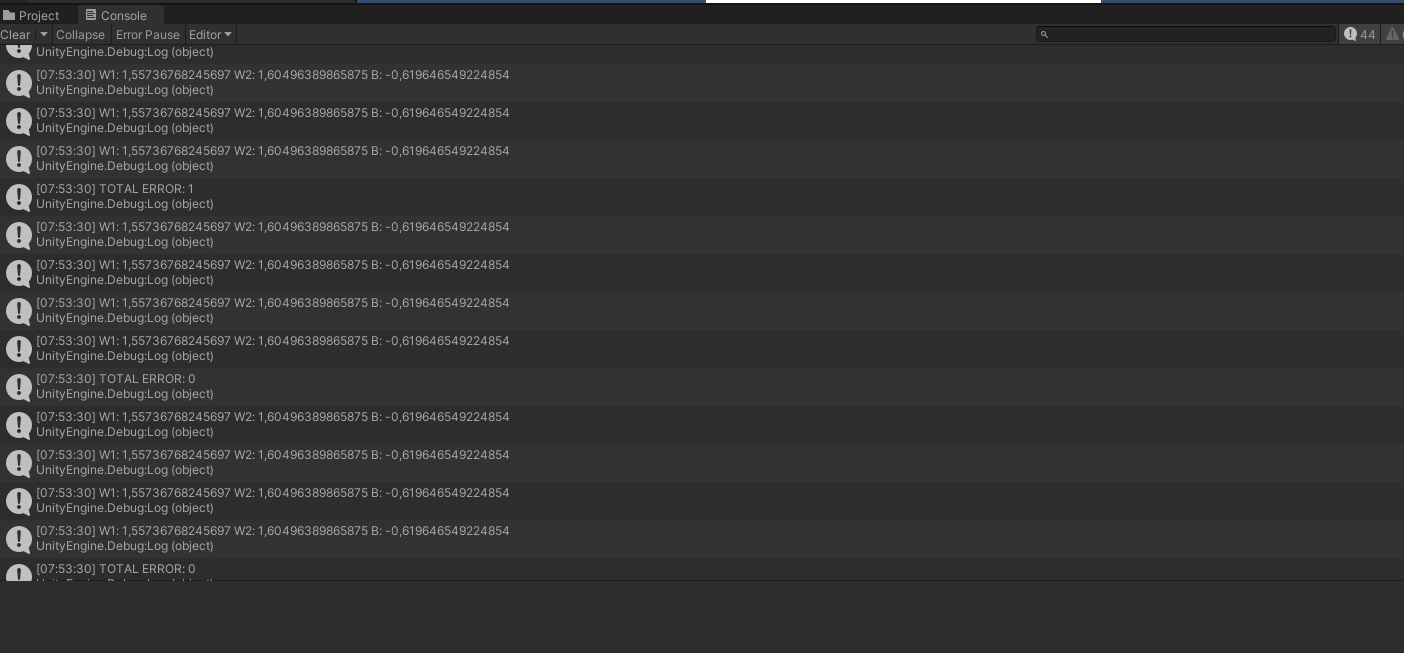 Project Console
Clear Collapse Error Pause Editor 44
UnityEngine.Debug:Log (object)
[07:53:30] W1: 1,55736768245697 W2: 1,60496389865875 B: -0,619646549224854
UnityEngine.Debug:Log (object)
[07:53:30] W1: 1,55736768245697 W2: 1,60496389865875 B: -0,619646549224854
UnityEngine.Debug:Log (object)
[07:53:30] W1: 1,55736768245697 W2: 1,60496389865875 B: -0,619646549224854
UnityEngine.Debug:Log (object)
[07:53:30] TOTAL ERROR: 1
UnityEngine.Debug:Log (object)
[07:53:30] W1: 1,55736768245697 W2: 1,60496389865875 B: -0,619646549224854
UnityEngine.Debug:Log (object)
[07:53:30] W1: 1,55736768245697 W2: 1,60496389865875 B: -0,619646549224854
UnityEngine.Debug:Log (object)
[07:53:30] W1: 1,55736768245697 W2: 1,60496389865875 B: -0,619646549224854
UnityEngine.Debug:Log (object)
[07:53:30] W1: 1,55736768245697 W2: 1,60496389865875 B: -0,619646549224854
UnityEngine.Debug:Log (object)
[07:53:30] TOTAL ERROR: 0
UnityEngine.Debug:Log (object)
[07:53:30] W1: 1,55736768245697 W2: 1,60496389865875 B: -0,619646549224854
UnityEngine.Debug:Log (object)
[07:53:30] W1: 1,55736768245697 W2: 1,60496389865875 B: -0,619646549224854
UnityEngine.Debug:Log (object)
[07:53:30] W1: 1,55736768245697 W2: 1,60496389865875 B: -0,619646549224854
UnityEngine.Debug:Log (object)
[07:53:30] W1: 1,55736768245697 W2: 1,60496389865875 B: -0,619646549224854
UnityEngine.Debug:Log (object)
[07:53:30] TOTAL ERROR: 0